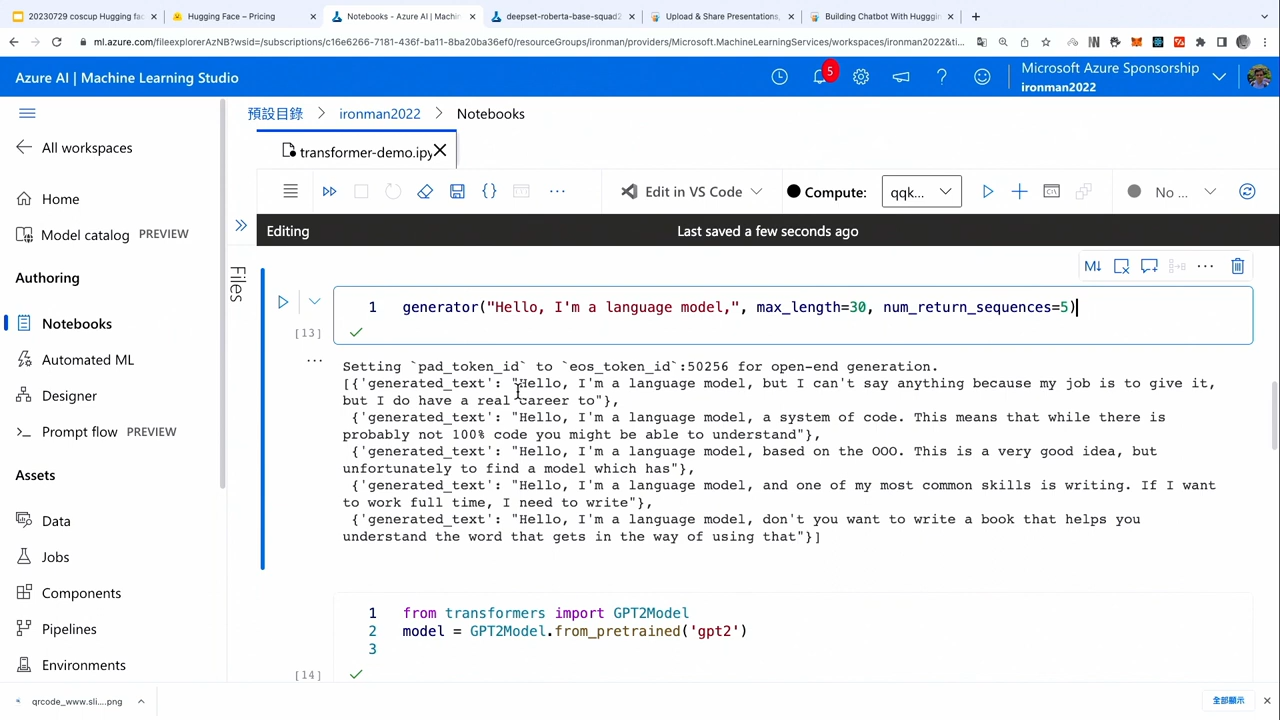 20230729 coscup Hugging fac
Hugging Face – Pricing
Notebooks - Azure AI | Machin
deepset-roberta-base-squad2
Upload & Share Presentations,
Building Chatbot With Hugging
ml.azure.com/fileexplorerAzNB?wsid=/subscriptions/c16e6266-7181-436f-ba11-8ba20ba36ef0/resourceGroups/ironman/providers/Microsoft.MachineLearningServices/workspaces/ironman2022&ti...
Azure AI | Machine Learning Studio
5
Microsoft Azure Sponsorship
ironman2022
預設目錄 > ironman2022 > Notebooks
All workspaces
transformer-demo.ipy
Home
Edit in VS Code
Compute:
qqk...
No ...
Model catalog PREVIEW
Editing
Last saved a few seconds ago
Files
Authoring
Notebooks
Automated ML
Designer
Prompt flow PREVIEW
Assets
Data
Jobs
Components
Pipelines
Environments
M↓
1 generator("Hello, I'm a language model,", max_length=30, num_return_sequences=5)
[13]
Setting `pad_token_id` to `eos_token_id`:50256 for open-end generation.
[{'generated_text': "Hello, I'm a language model, but I can't say anything because my job is to give it,
but I do have a real career to"},
{'generated_text': "Hello, I'm a language model, a system of code. This means that while there is
probably not 100% code you might be able to understand"},
{'generated_text': "Hello, I'm a language model, based on the OOO. This is a very good idea, but
unfortunately to find a model which has"},
{'generated_text': "Hello, I'm a language model, and one of my most common skills is writing. If I want
to work full time, I need to write"},
{'generated_text': "Hello, I'm a language model, don't you want to write a book that helps you
understand the word that gets in the way of using that"}]
1 from transformers import GPT2Model
2 model = GPT2Model.from_pretrained('gpt2')
3
[14]
qrcode_www.sli....png
全部顯示